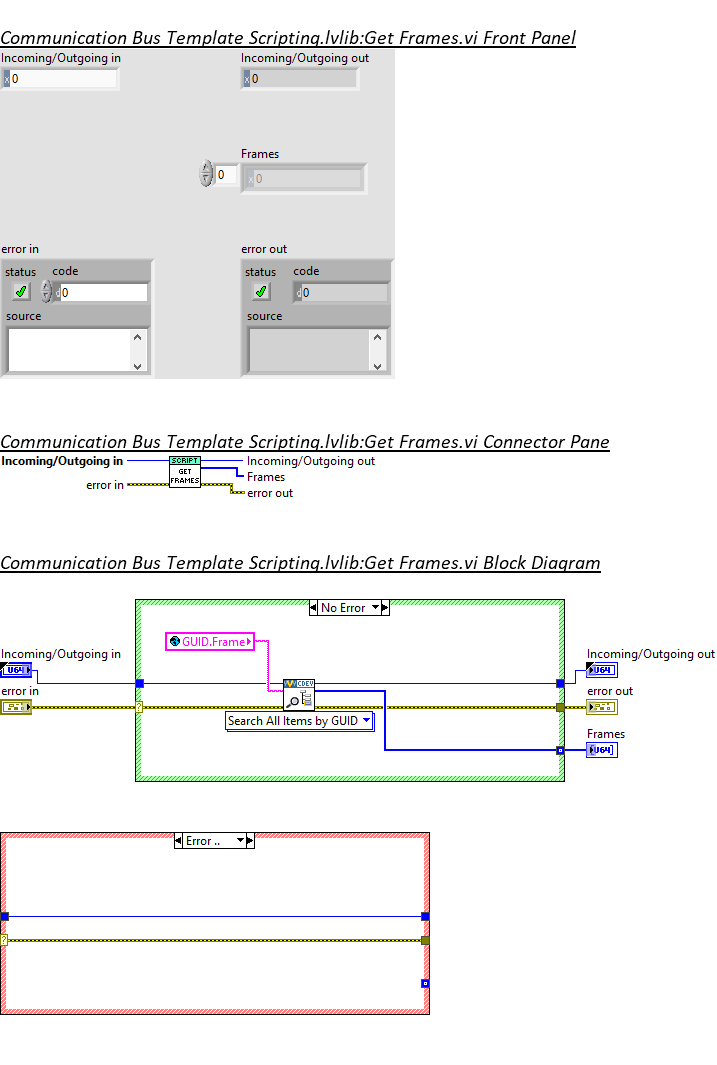 Communication Bus Template Scripting.lvlib:Get Frames.vi Front Panel
Incoming/Outgoing in
Incoming/Outgoing out
x 0
x 0
Frames
0
x 0
error in
error out
status
code
status
code
d 0
d 0
source
source
Communication Bus Template Scripting.lvlib:Get Frames.vi Connector Pane
Incoming/Outgoing in
SCRIPT
GET
FRAMES
Incoming/Outgoing out
Frames
error in
error out
Communication Bus Template Scripting.lvlib:Get Frames.vi Block Diagram
No Error
GUID.Frame
Incoming/Outgoing in
Incoming/Outgoing out
U64
U64
CDEV
error in
error out
?
Search All Items by GUID
Frames
U64
Error ..
?